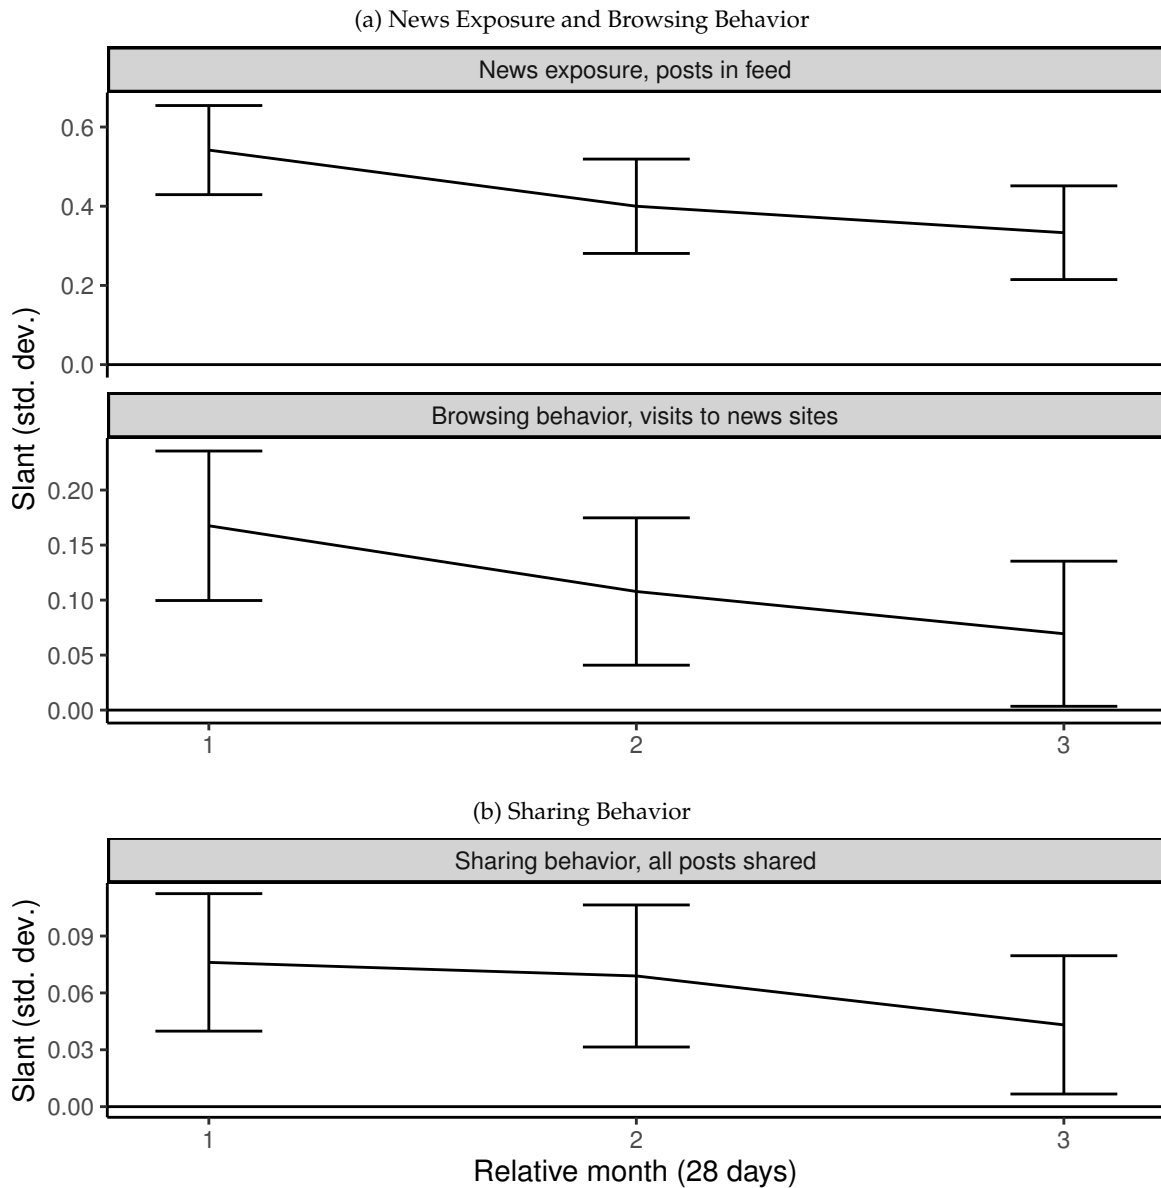 (a) News Exposure and Browsing Behavior
News exposure, posts in feed
0.6
0.4
0.2
0.0
Slant (std. dev.)
Browsing behavior, visits to news sites
0.20
0.15
0.10
0.05
0.00
1 2 3
(b) Sharing Behavior
Sharing behavior, all posts shared
Slant (std. dev.)
0.09
0.06
0.03
0.00
1 2 3
Relative month (28 days)